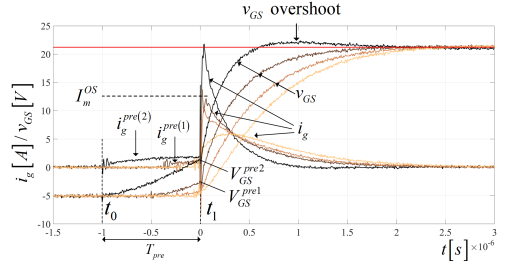 v_GS overshoot
i_g [A] / v_GS [V]
25
20
15
10
5
0
-5
-10
I_m^OS
i_g^pre(2)
i_g^pre(1)
v_GS
i_g
V_GS^pre2
V_GS^pre1
t_0
t_1
-1.5
-1
-0.5
0
0.5
1
1.5
2
2.5
3
T_pre
t[s] ×10^-6